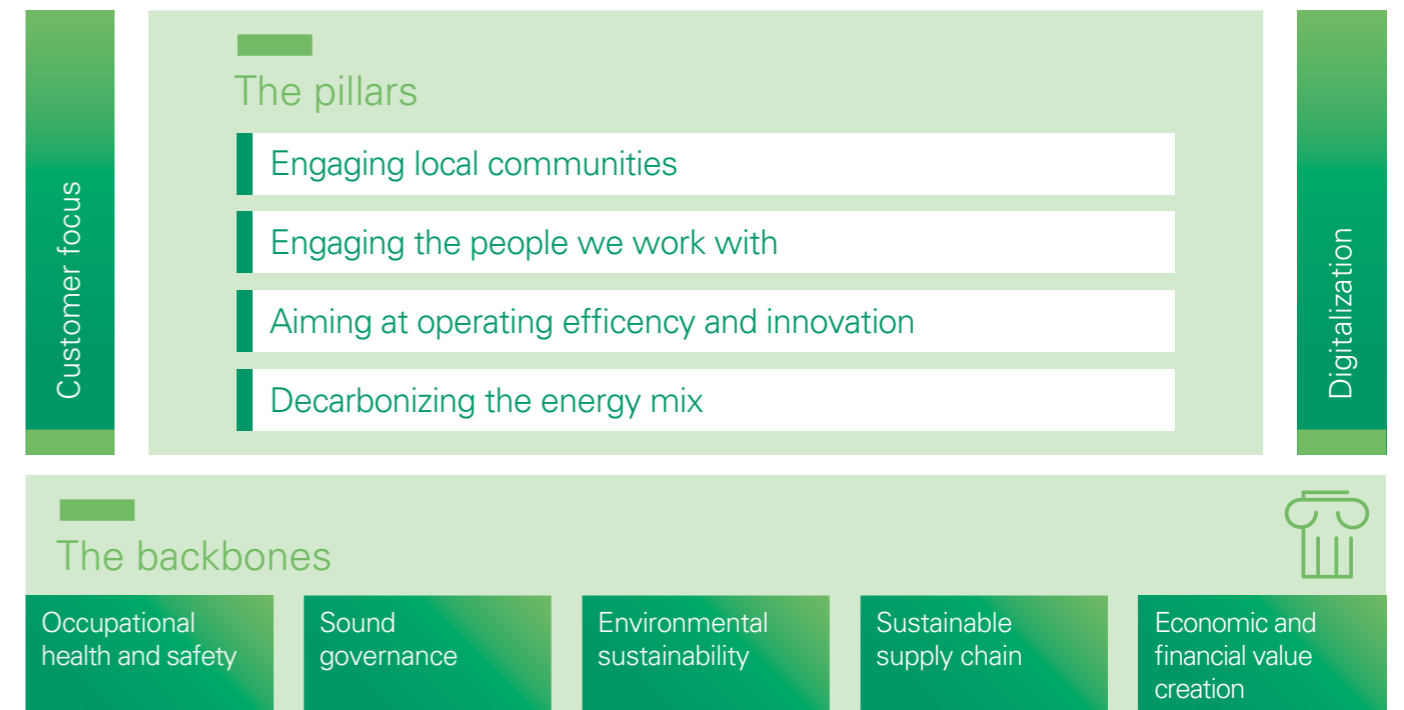 Customer focus
The pillars
Engaging local communities
Engaging the people we work with
Aiming at operating efficency and innovation
Decarbonizing the energy mix
Digitalization
The backbones
Occupational
health and safety
Sound
governance
Environmental
sustainability
Sustainable
supply chain
Economic and
financial value
creation